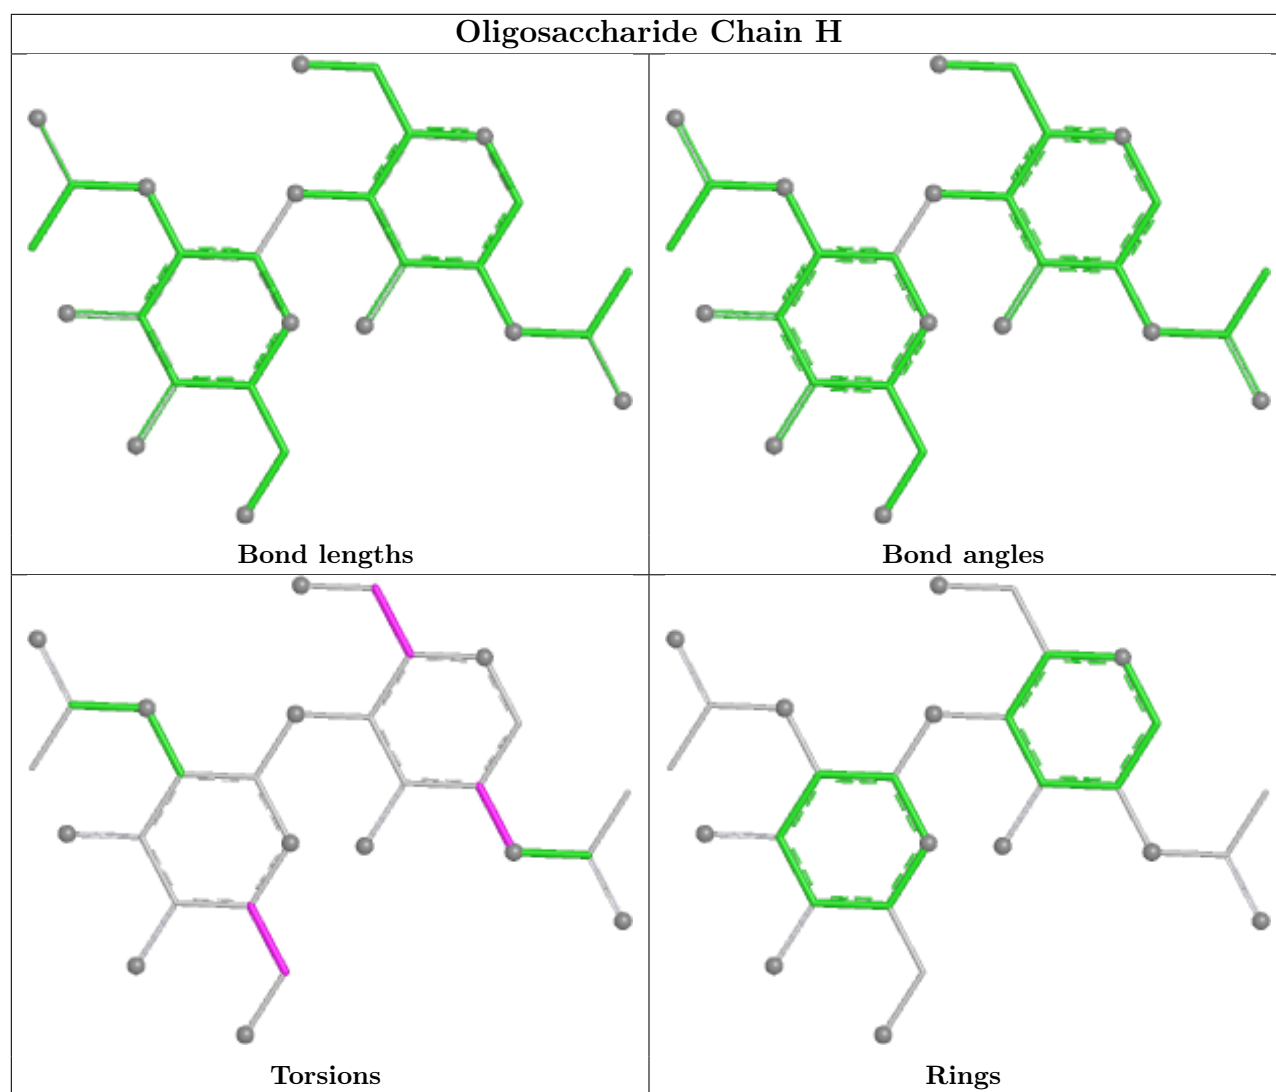 Oligosaccharide Chain H
Bond lengths
Bond angles
Torsions
Rings